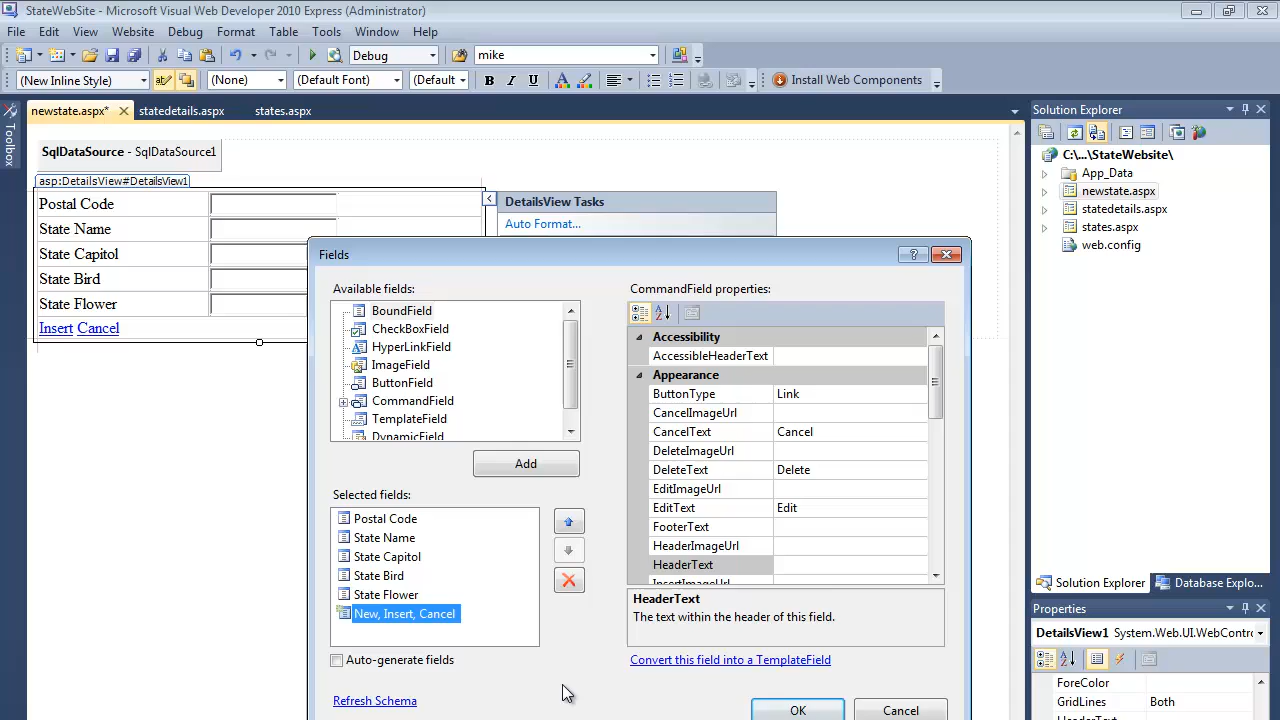 StateWebSite - Microsoft Visual Web Developer 2010 Express (Administrator)
File Edit View Website Debug Format Table Tools Window Help
Debug mike
(New Inline Style) (None) (Default Font) (Default B I U A Install Web Components
newstate.aspx* statedetails.aspx states.aspx
Toolbox
SqlDataSource - SqlDataSource1
asp:DetailsView#DetailsView1
Postal Code
State Name
State Capitol
State Bird
State Flower
Insert Cancel
DetailsView Tasks
Auto Format...
Fields
Available fields:
BoundField
CheckBoxField
HyperLinkField
ImageField
ButtonField
CommandField
TemplateField
DynamicField
Add
Selected fields:
Postal Code
State Name
State Capitol
State Bird
State Flower
New, Insert, Cancel
Auto-generate fields
Refresh Schema
CommandField properties:
Accessibility
AccessibleHeaderText
Appearance
ButtonType Link
CancelImageUrl
CancelText Cancel
DeleteImageUrl
DeleteText Delete
EditImageUrl
EditText Edit
FooterText
HeaderImageUrl
HeaderText
InsertImageUrl
HeaderText
The text within the header of this field.
Convert this field into a TemplateField
OK Cancel
Solution Explorer
C:\...\StateWebsite\
App_Data
newstate.aspx
statedetails.aspx
states.aspx
web.config
Solution Explorer Database Explo...
Properties
DetailsView1 System.Web.UI.WebContr
ForeColor
GridLines Both
HeaderText